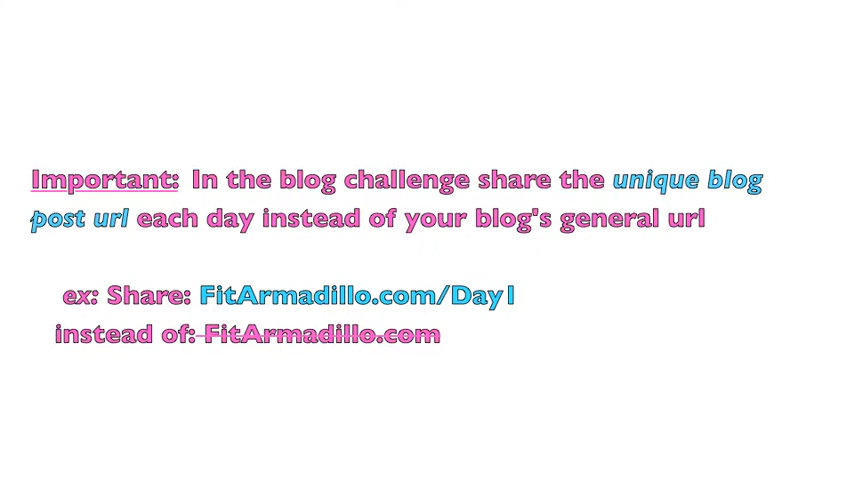 Important: In the blog challenge share the unique blog
post url each day instead of your blog's general url
ex: Share: FitArmadillo.com/Day1
instead of: FitArmadillo.com